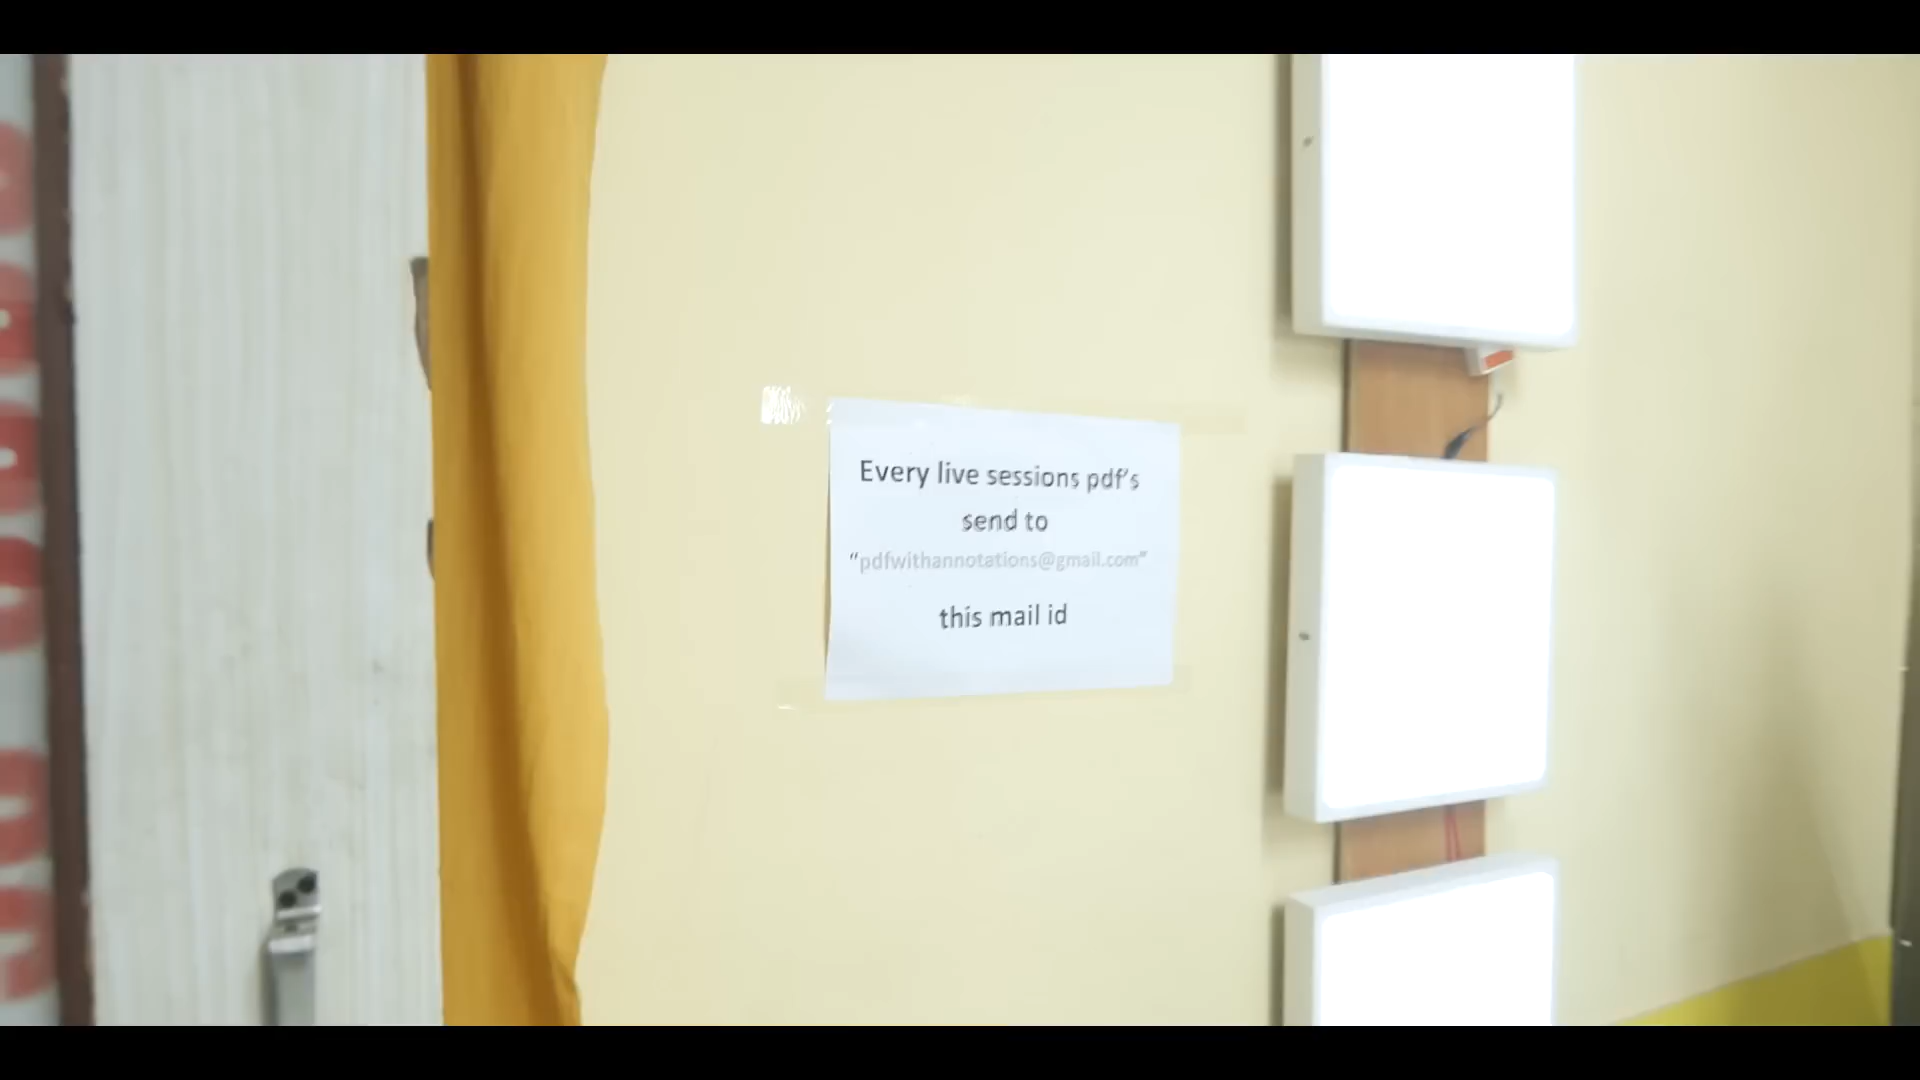 Every live sessions pdf's
send to
“pdfwithannotations@gmail.com”
this mail id